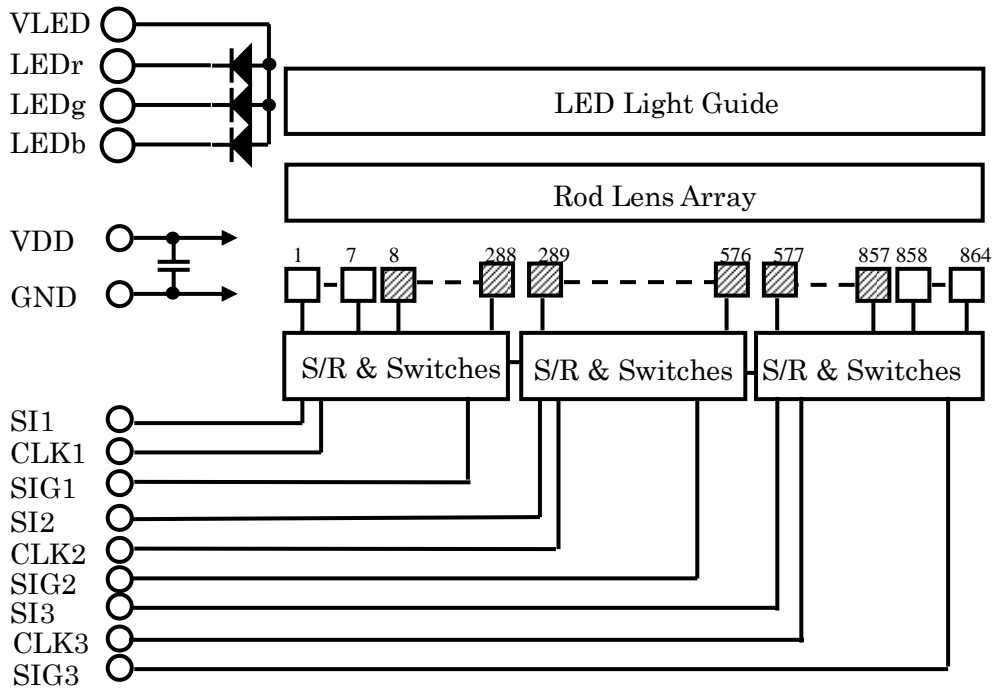 VLED
LEDr
LEDg
LEDb
LED Light Guide
Rod Lens Array
VDD
GND
1 7 8 288 289 576 577 857 858 864
S/R & Switches S/R & Switches S/R & Switches
SI1
CLK1
SIG1
SI2
CLK2
SIG2
SI3
CLK3
SIG3